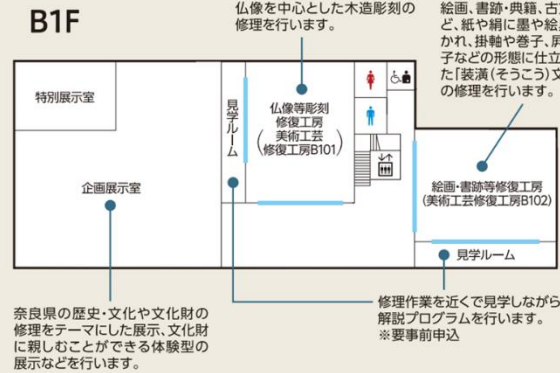 B1F
仏像を中心とした木造彫刻の
修理を行います。
絵画、書跡・典籍、古
ど、紙や絹に墨や絵
かれ、掛軸や巻子、屏
子などの形態に仕立
た「装潢(そうこう)文
の修理を行います。
特別展示室
企画展示室
見学ルーム
仏像等彫刻
修復工房
(美術工芸
修復工房B101)
絵画・書跡等修復工房
(美術工芸修復工房B102)
見学ルーム
奈良県の歴史・文化や文化財の
修理をテーマにした展示、文化財
に親しむことができる体験型の
展示などを行います。
修理作業を近くで見学しながら
解説プログラムを行います。
※要事前申込